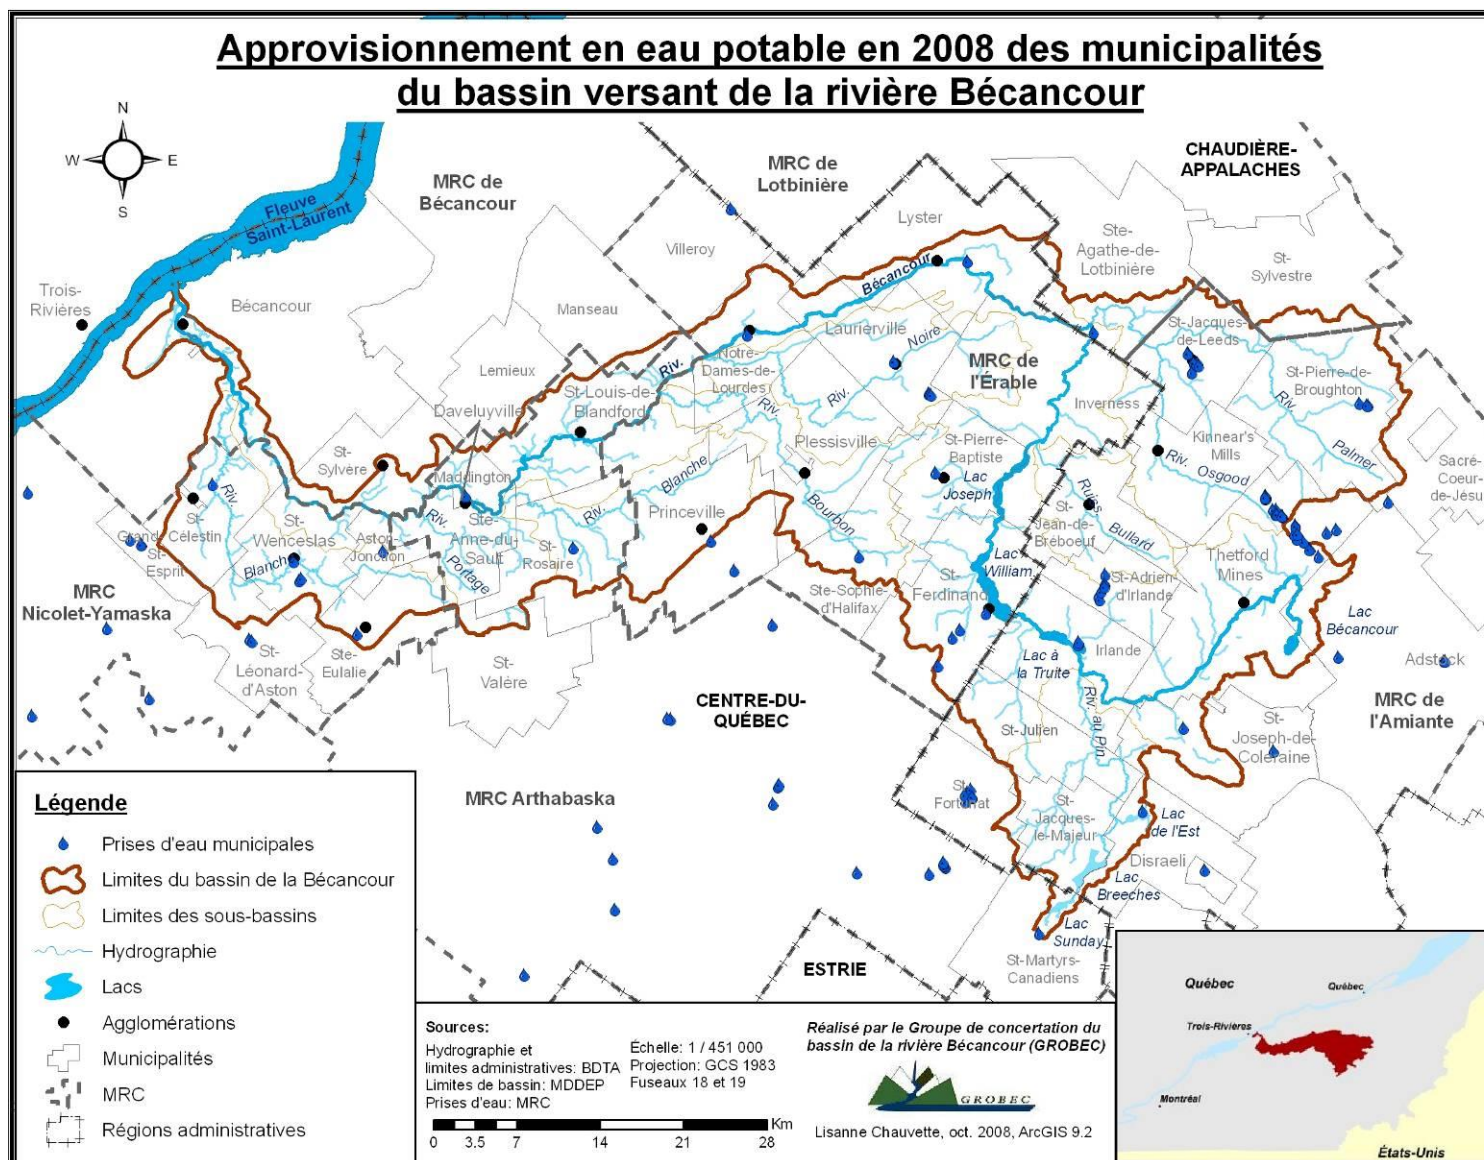 Approvisionnement en eau potable en 2008 des municipalités
du bassin versant de la rivière Bécancour
N
W
E
S
CHAUDIÈRE-
APPALACHES
MRC de
Lotbinière
MRC de
Bécancour
Fleuve
Saint-Laurent
Lyster
Ste-
Agathe-de-
Lotbinière
Villeroy
St-
Sylvestre
Trois-
Rivières
Bécancour
Manseau
Bécancour
Laurierville
Noire
Riv.
St-Jacques-
de-Leeds
Lemieux
Riv.
Notre-
Dames-de-
Lourdes
MRC de
l'Érable
St-Pierre-de-
Broughton
Riv.
Palmer
St-Louis-de-
Blandford
Daveluyville
Riv.
Inverness
Kinnear's
Mills
Plessisville
St-Pierre-
Baptiste
Riv. Osgood
Sacré-
Coeur-
de-Jésu
St-
Sylvère
Maddington
Blanche
Riv.
Lac
Joseph
Riv.
Princeville
Bourbon
Ruis.
Bullard
St-
Jean-de-
Bréboeuf
St-
Grand-Célestin
St-
Esprit
St-
Wenceslas
Blanche
Aston-
Jonction
Riv.
Portage
Ste-
Anne-du-
Sault
St-
Rosaire
Thetford
Mines
Lac
William
St-
Ferdinand
Ste-Sophie-
d'Halifax
St-Adrien-
d'Irlande
MRC
Nicolet-Yamaska
Lac
Bécancour
St-
Léonard-
d'Aston
Ste-
Eulalie
St-
Valère
Lac à
la Truite
Irlande
Adstock
CENTRE-DU-
QUÉBEC
Riv. au Pin
MRC de
l'Amiante
St-Julien
St-
Joseph-de-
Coleraine
MRC Arthabaska
St-
Fortunat
St-
Jacques-
le-Majeur
Lac
de l'Est
Disraeli
Lac
Breeches
Lac
Sunday
ESTRIE
St-Martyrs-
Canadiens
Légende
Prises d'eau municipales
Limites du bassin de la Bécancour
Limites des sous-bassins
Hydrographie
Lacs
Agglomérations
Municipalités
MRC
Régions administratives
Sources:
Hydrographie et
limites administratives: BDTA
Limites de bassin: MDDEP
Prises d'eau: MRC
Échelle: 1 / 451 000
Projection: GCS 1983
Fuseaux 18 et 19
0 3.5 7 14 21 28 Km
Réalisé par le Groupe de concertation du
bassin de la rivière Bécancour (GROBEC)
GROBEC
Lisanne Chauvette, oct. 2008, ArcGIS 9.2
Québec
Québec
Trois-Rivières
Montréal
États-Unis